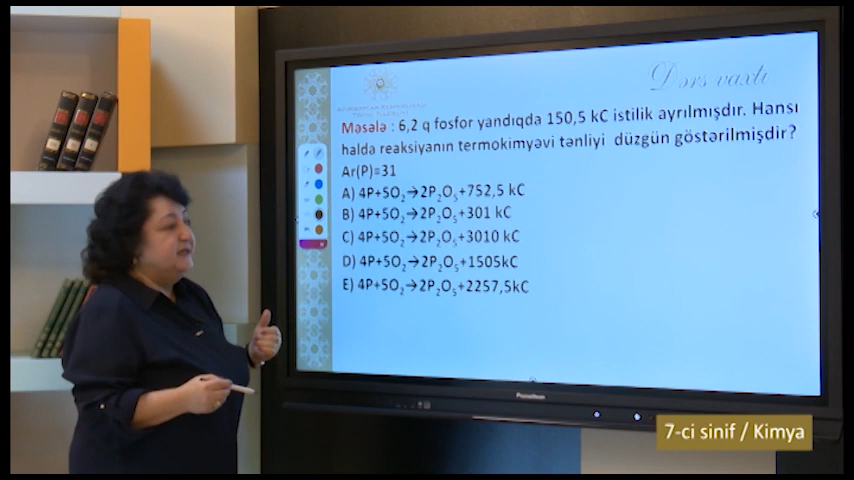 Dərs vaxtı
Məsələ : 6,2 q fosfor yandıqda 150,5 kC istilik ayrılmışdır. Hansı
halda reaksiyanın termokimyəvi tənliyi düzgün göstərilmişdir?
Ar(P)=31
A) 4P+5O₂→2P₂O₅+752,5 kC
B) 4P+5O₂→2P₂O₅+301 kC
C) 4P+5O₂→2P₂O₅+3010 kC
D) 4P+5O₂→2P₂O₅+1505kC
E) 4P+5O₂→2P₂O₅+2257,5kC
Promethean
7-ci sinif / Kimya